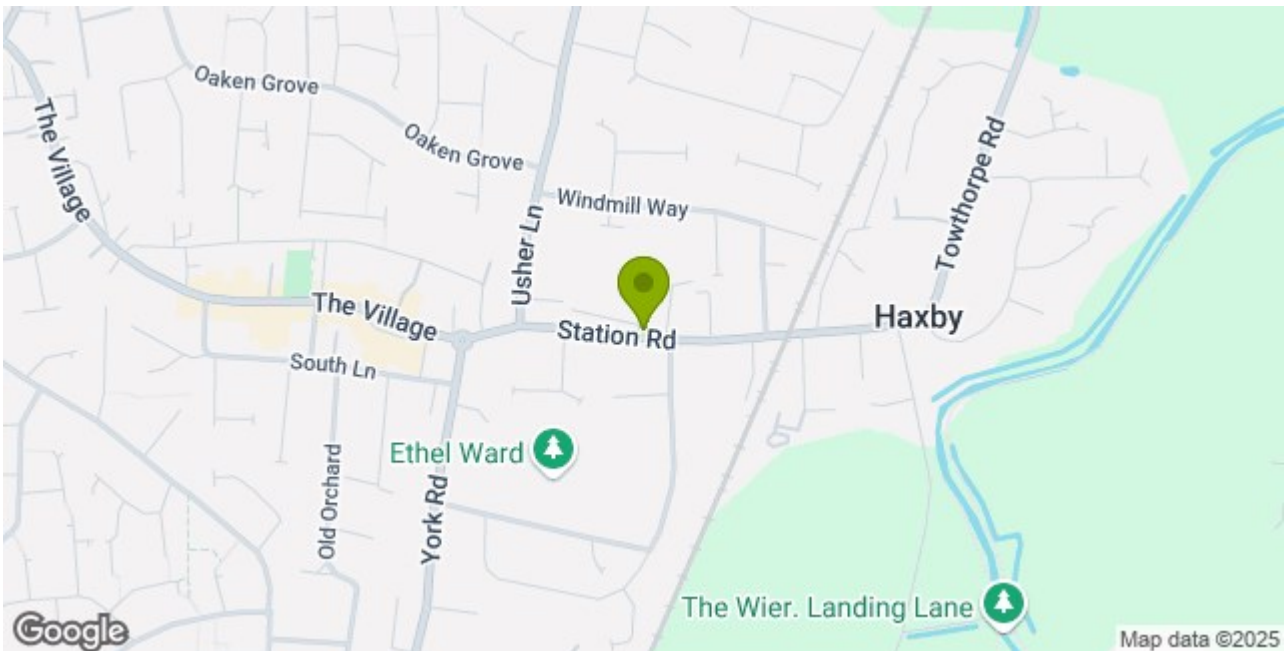 Oaken Grove
Oaken Grove
The Village
Windmill Way
Towthorpe Rd
Usher Ln
The Village
Station Rd
Haxby
South Ln
Ethel Ward
Old Orchard
York Rd
The Wier. Landing Lane
Google
Map data ©2025